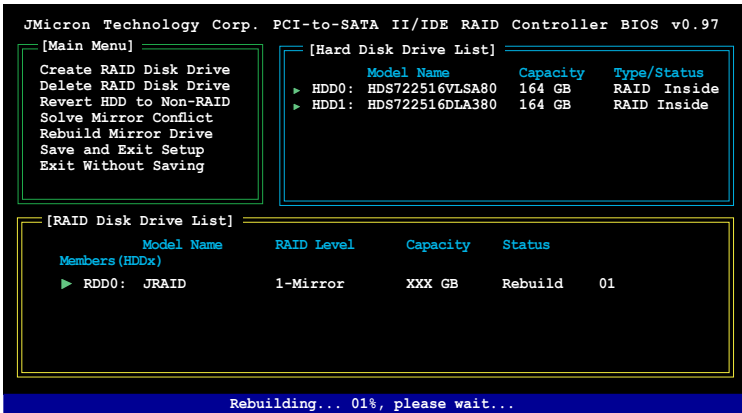 JMicron Technology Corp. PCI-to-SATA II/IDE RAID Controller BIOS v0.97
[Main Menu]
Create RAID Disk Drive
Delete RAID Disk Drive
Revert HDD to Non-RAID
Solve Mirror Conflict
Rebuild Mirror Drive
Save and Exit Setup
Exit Without Saving
[Hard Disk Drive List]
Model Name Capacity Type/Status
HDD0: HDS722516VLSA80 164 GB RAID Inside
HDD1: HDS722516DLA380 164 GB RAID Inside
[RAID Disk Drive List]
Model Name RAID Level Capacity Status
Members(HDDx)
RDD0: JRAID 1-Mirror XXX GB Rebuild 01
Rebuilding... 01%, please wait...